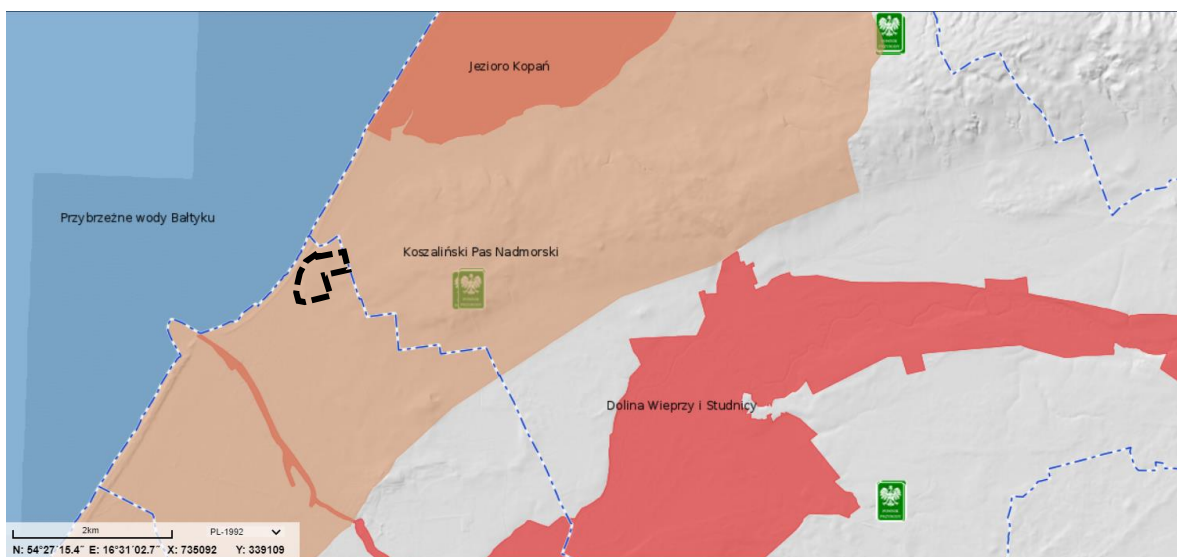 Jezioro Kopań
Przybrzeżne wody Bałtyku
Koszaliński Pas Nadmorski
Dolina Wieprzy i Studnicy
2km
PL-1992
N: 54°27´15.4˝ E: 16°31´02.7˝ X: 735092 Y: 339109